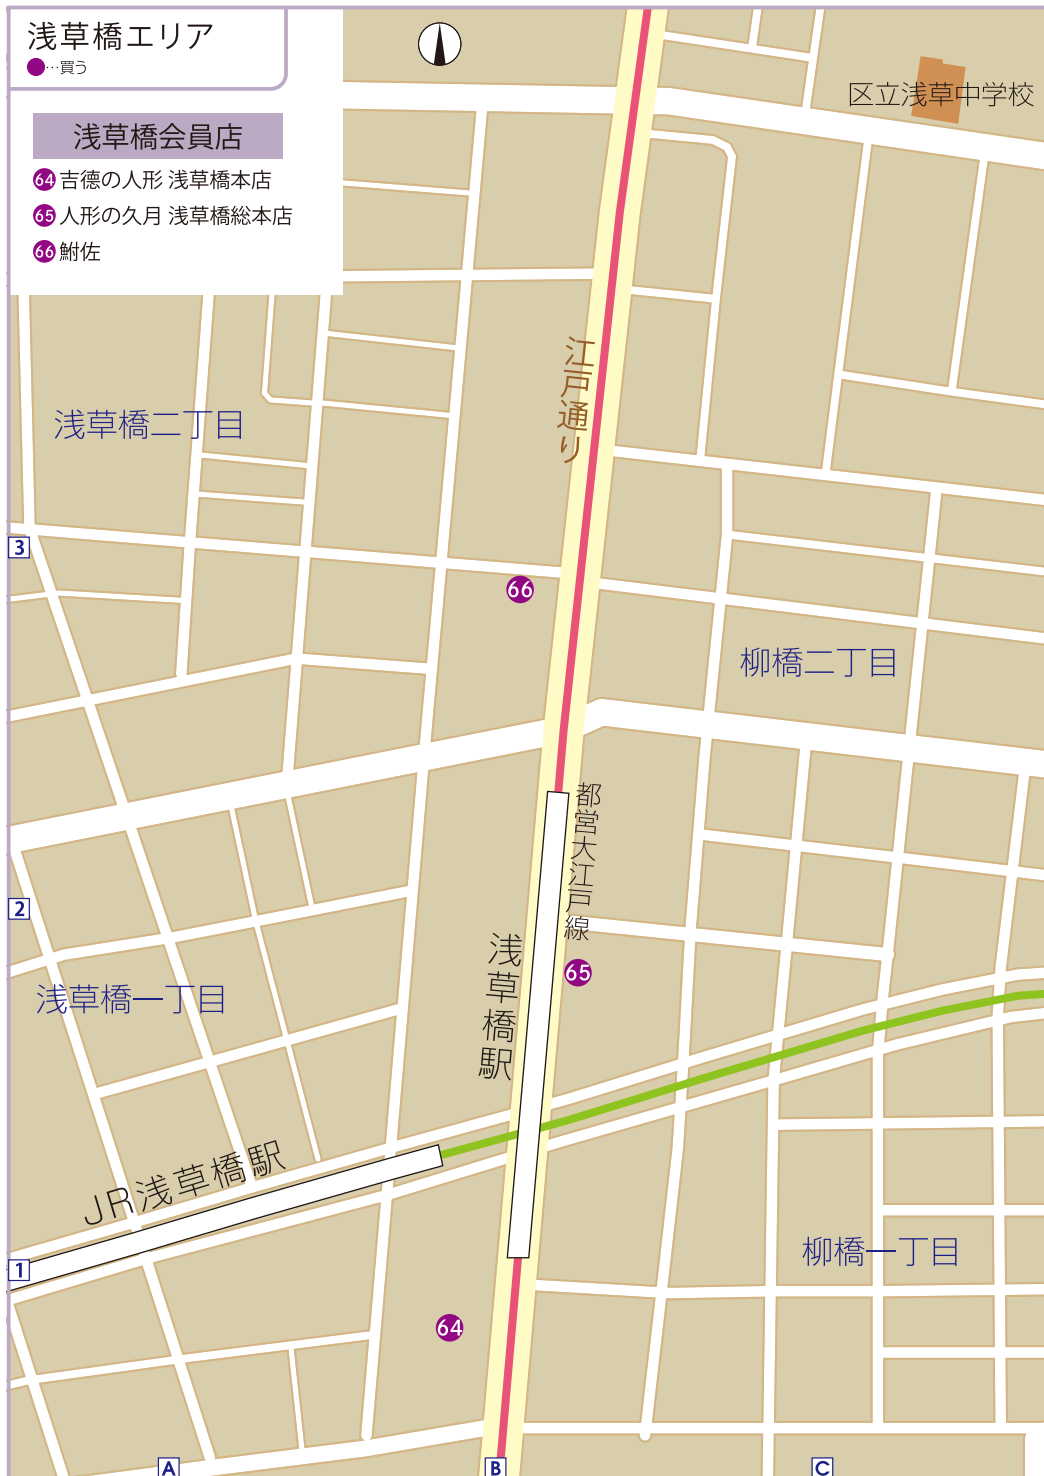 浅草橋エリア
●…買う
浅草橋会員店
64 吉德の人形 浅草橋本店
65 人形の久月 浅草橋総本店
66 鮒佐
区立浅草中学校
江戸通り
浅草橋二丁目
3
66
柳橋二丁目
都営大江戸線
2
浅草橋駅
65
浅草橋一丁目
JR浅草橋駅
柳橋一丁目
1
64
A
B
C